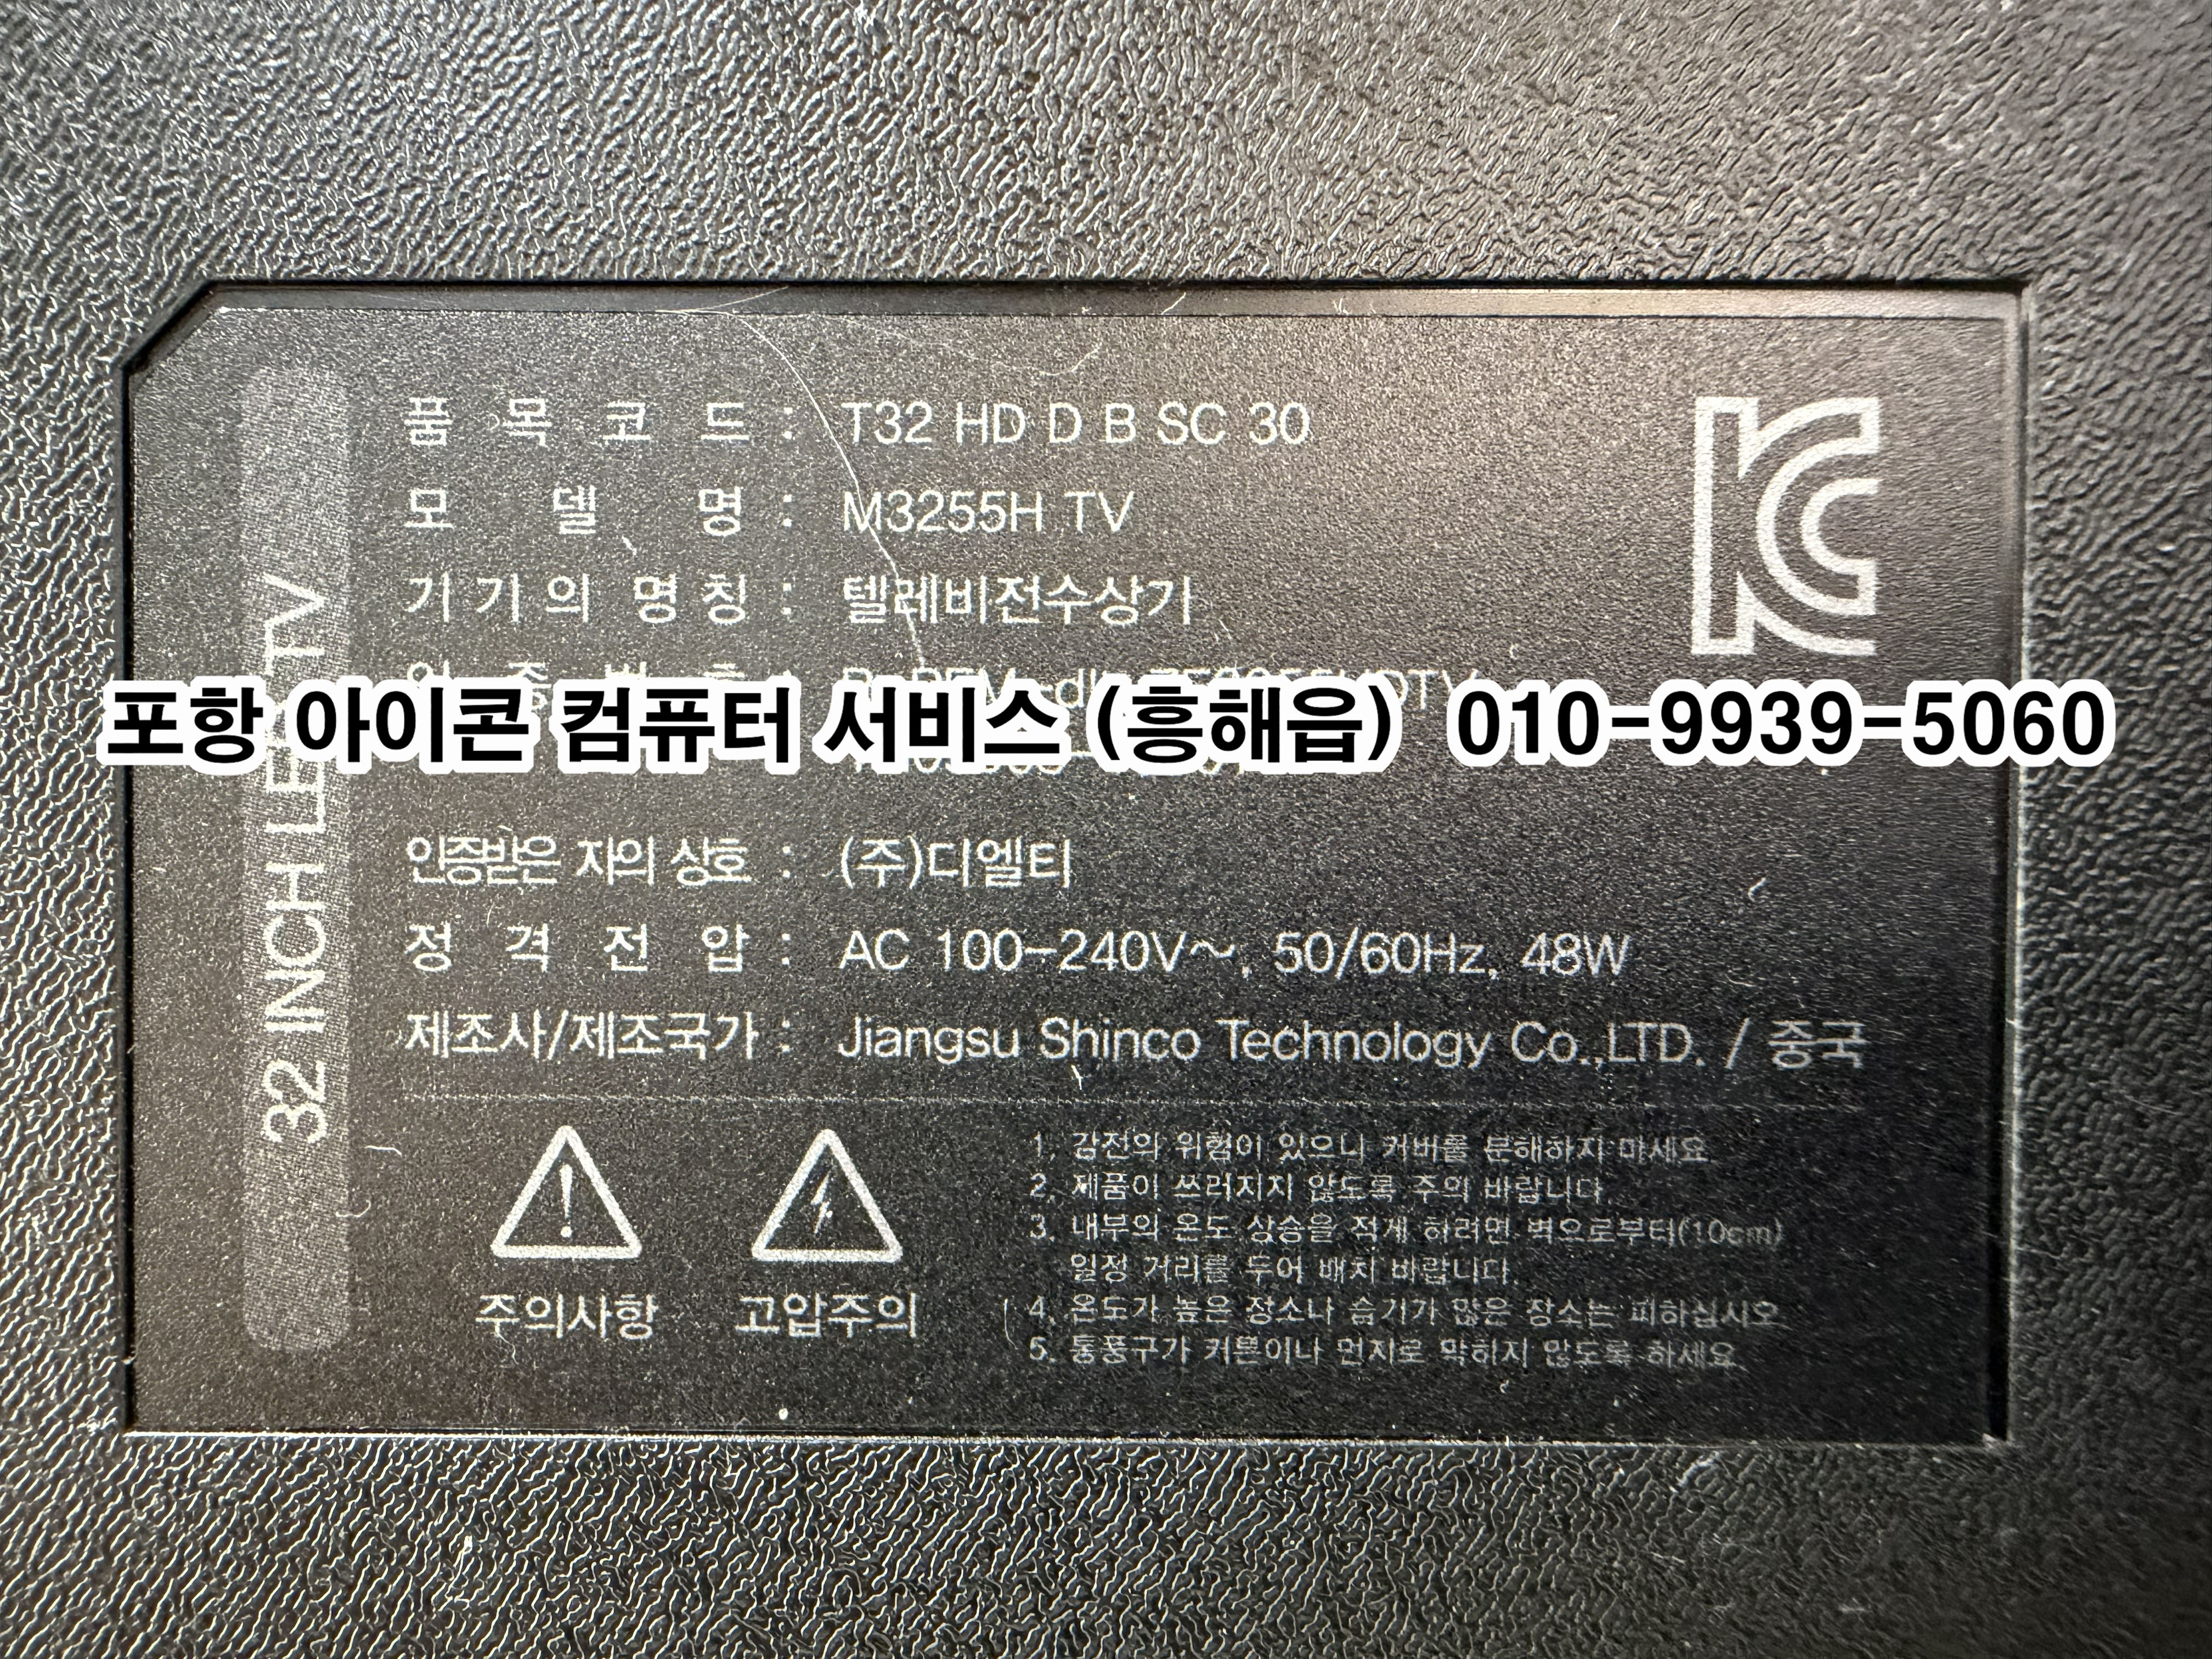 품목코드 : T32 HD D B SC 30
모델명 : M3255H TV
기기의 명칭 : 텔레비전수상기
포항 아이콘 컴퓨터 서비스 (흥해읍) 010-9939-5060
인증받은 자의 상호 : (주)디엘티
정격전압 : AC 100-240V~, 50/60Hz, 48W
제조사/제조국가 : Jiangsu Shinco Technology Co.,LTD. / 중국
32 INCH LED TV
주의사항
고압주의
1. 감전의 위험이 있으니 커버를 분해하지 마세요.
2. 제품이 쓰러지지 않도록 주의 바랍니다.
3. 내부의 온도 상승을 적게 하려면 벽으로부터(10cm)
일정 거리를 두어 배치 바랍니다.
4. 온도가 높은 장소나 습기가 많은 장소는 피하십시오.
5. 통풍구가 커튼이나 먼지로 막히지 않도록 하세요.